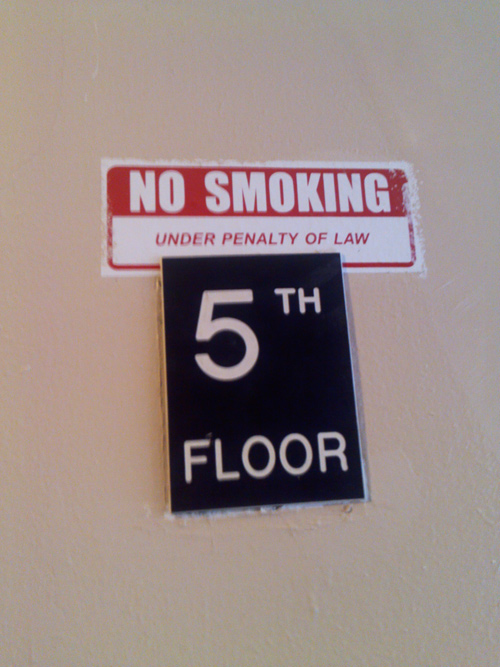 NO SMOKING
UNDER PENALTY OF LAW
5TH
FLOOR